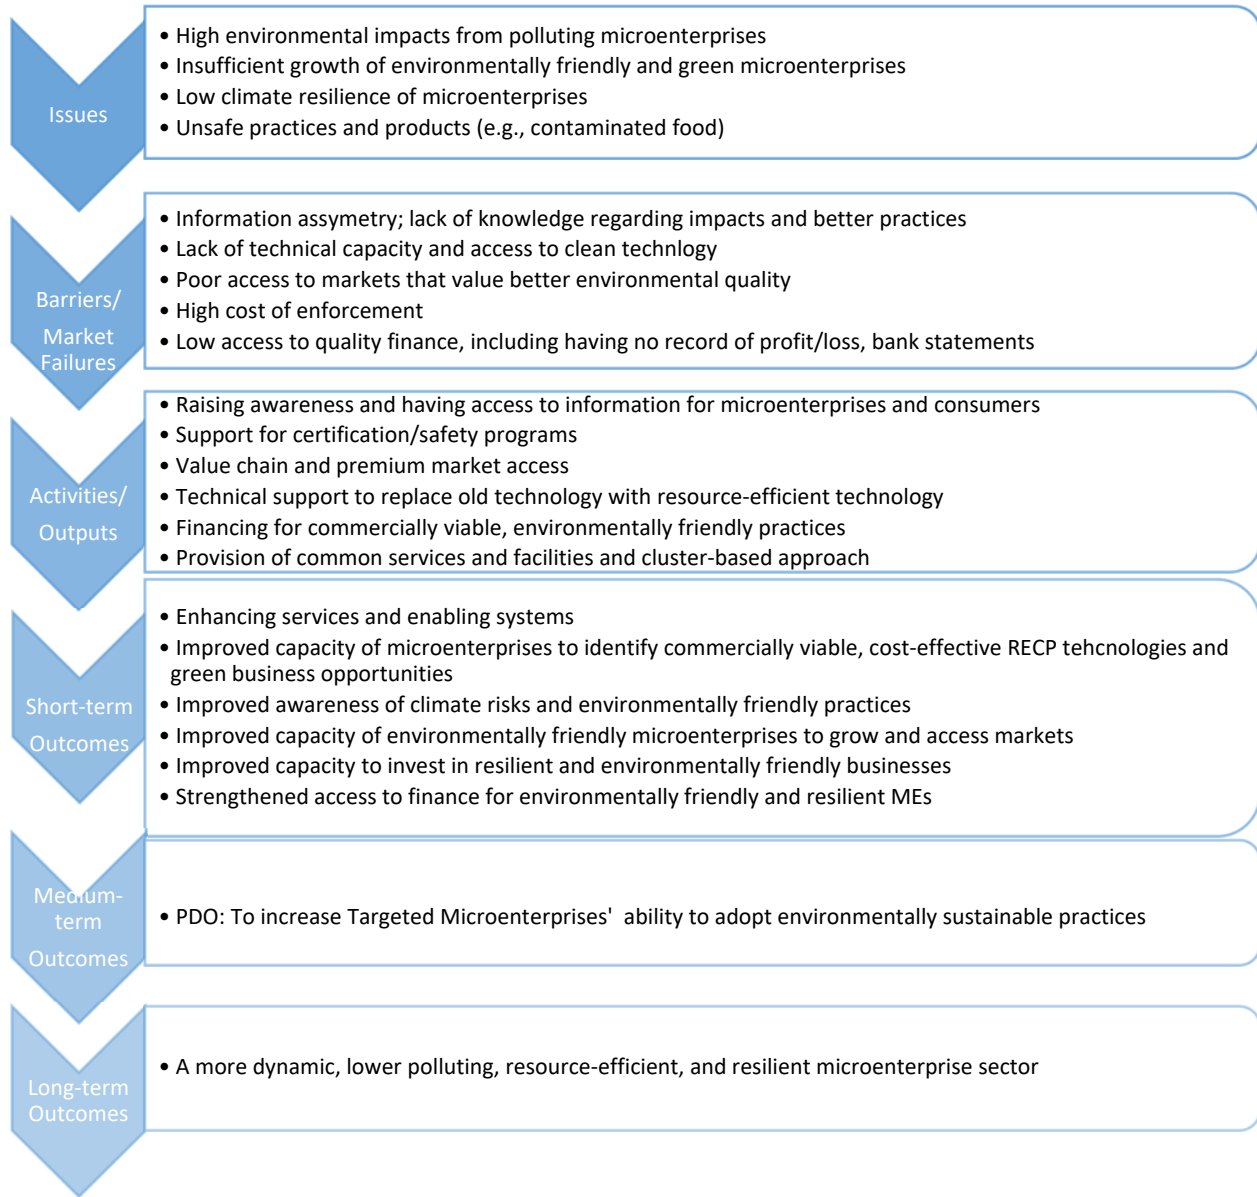 Issues
• High environmental impacts from polluting microenterprises
• Insufficient growth of environmentally friendly and green microenterprises
• Low climate resilience of microenterprises
• Unsafe practices and products (e.g., contaminated food)
Barriers/
Market
Failures
• Information assymetry; lack of knowledge regarding impacts and better practices
• Lack of technical capacity and access to clean technlogy
• Poor access to markets that value better environmental quality
• High cost of enforcement
• Low access to quality finance, including having no record of profit/loss, bank statements
Activities/
Outputs
• Raising awareness and having access to information for microenterprises and consumers
• Support for certification/safety programs
• Value chain and premium market access
• Technical support to replace old technology with resource-efficient technology
• Financing for commercially viable, environmentally friendly practices
• Provision of common services and facilities and cluster-based approach
Short-term
Outcomes
• Enhancing services and enabling systems
• Improved capacity of microenterprises to identify commercially viable, cost-effective RECP tehcnologies and
green business opportunities
• Improved awareness of climate risks and environmentally friendly practices
• Improved capacity of environmentally friendly microenterprises to grow and access markets
• Improved capacity to invest in resilient and environmentally friendly businesses
• Strengthened access to finance for environmentally friendly and resilient MEs
Medium-
term
Outcomes
• PDO: To increase Targeted Microenterprises' ability to adopt environmentally sustainable practices
Long-term
Outcomes
• A more dynamic, lower polluting, resource-efficient, and resilient microenterprise sector